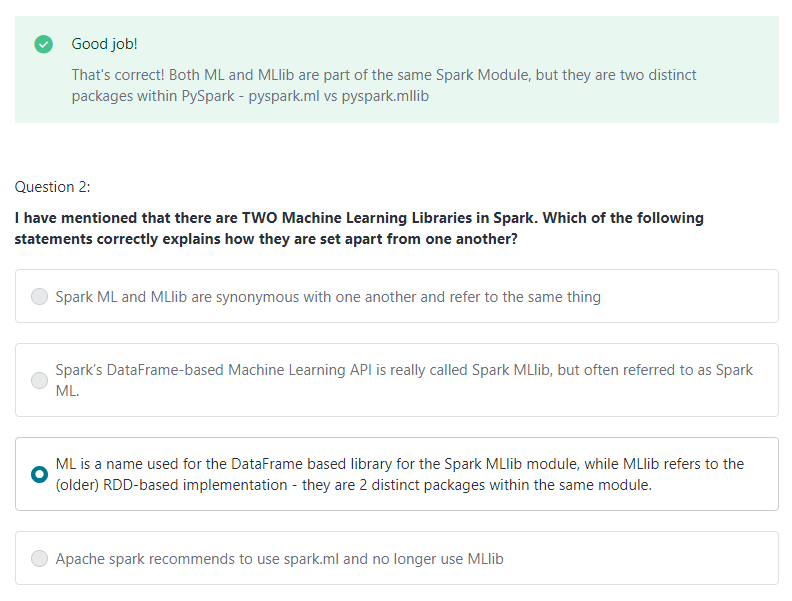 Good job!
That's correct! Both ML and MLlib are part of the same Spark Module, but they are two distinct
packages within PySpark - pyspark.ml vs pyspark.mllib
Question 2:
I have mentioned that there are TWO Machine Learning Libraries in Spark. Which of the following
statements correctly explains how they are set apart from one another?
Spark ML and MLlib are synonymous with one another and refer to the same thing
Spark's DataFrame-based Machine Learning API is really called Spark MLlib, but often referred to as Spark
ML.
ML is a name used for the DataFrame based library for the Spark MLlib module, while MLlib refers to the
(older) RDD-based implementation - they are 2 distinct packages within the same module.
Apache spark recommends to use spark.ml and no longer use MLlib